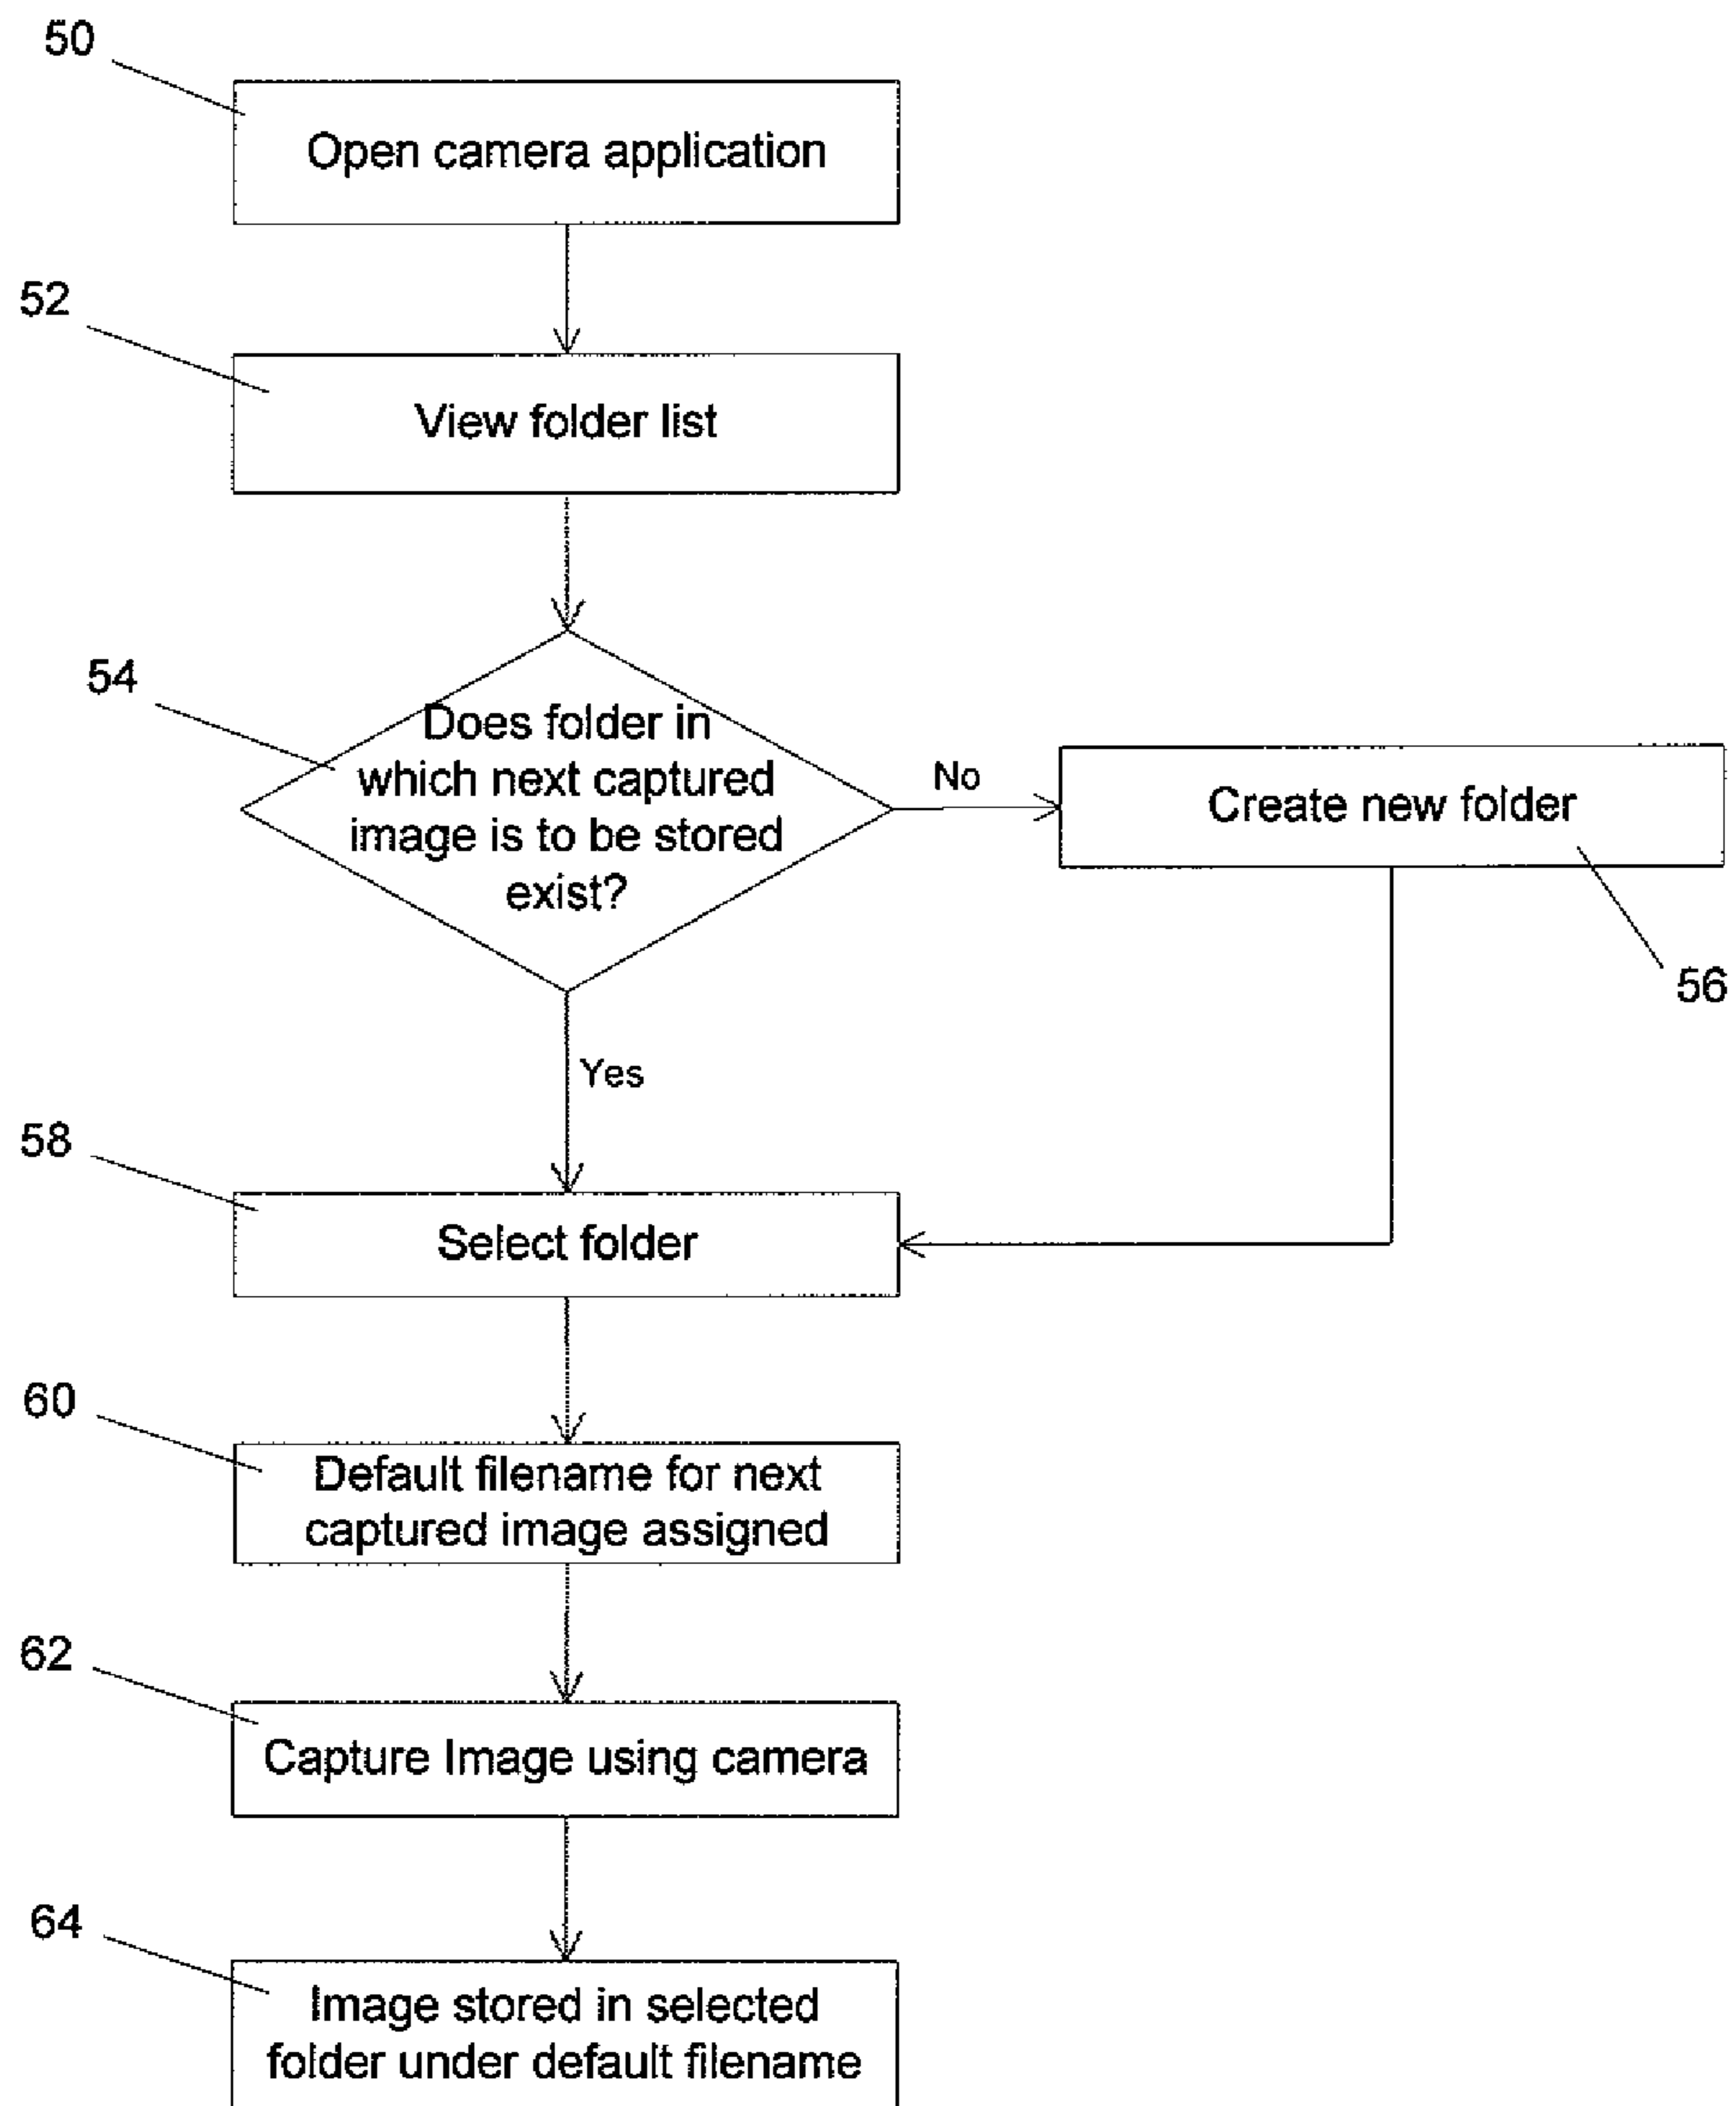 50
Open camera application
52
View folder list
54
Does folder in
which next captured
image is to be stored
exist?
No
Create new folder
56
Yes
58
Select folder
60
Default filename for next
captured image assigned
62
Capture Image using camera
64
Image stored in selected
folder under default filename